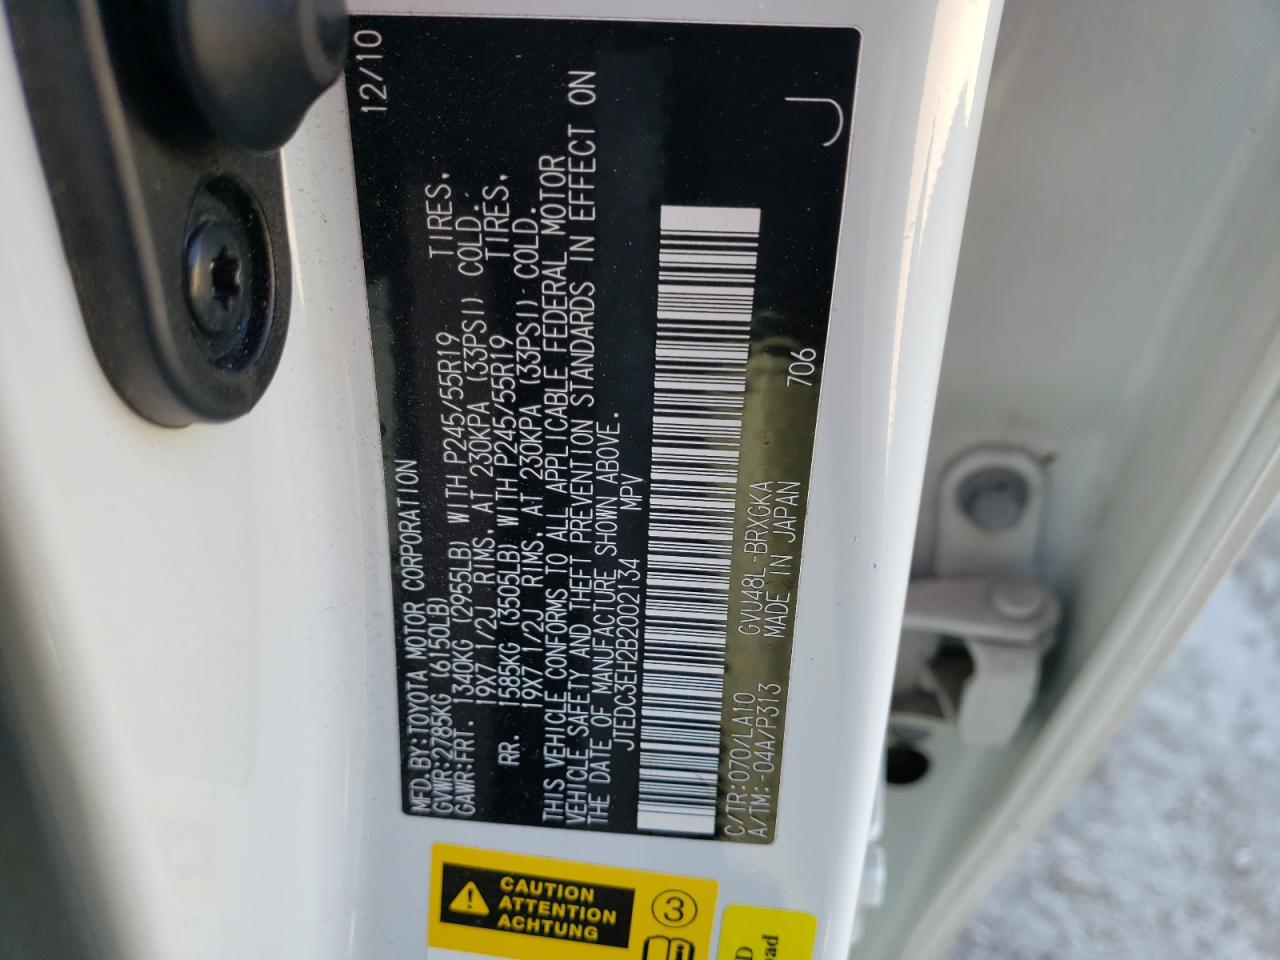 MFD.BY:TOYOTA MOTOR CORPORATION 12/10
GVWR:2785KG (6150LB)
GAWR:FRT. 1340KG (2955LB) WITH P245/55R19 TIRES,
19X7 1/2J RIMS, AT 230KPA (33PSI) COLD.
RR. 1585KG (3505LB) WITH P245/55R19 TIRES,
19X7 1/2J RIMS, AT 230KPA (33PSI) COLD.
THIS VEHICLE CONFORMS TO ALL APPLICABLE FEDERAL MOTOR
VEHICLE SAFETY AND THEFT PREVENTION STANDARDS IN EFFECT ON
THE DATE OF MANUFACTURE SHOWN ABOVE.
JTEDC3EH2B2002134 MPV
C/TR:070/LA10 GVU48L-BRXGKA
A/TM:-04A/P313 MADE IN JAPAN 706
J
CAUTION
ATTENTION
ACHTUNG
3